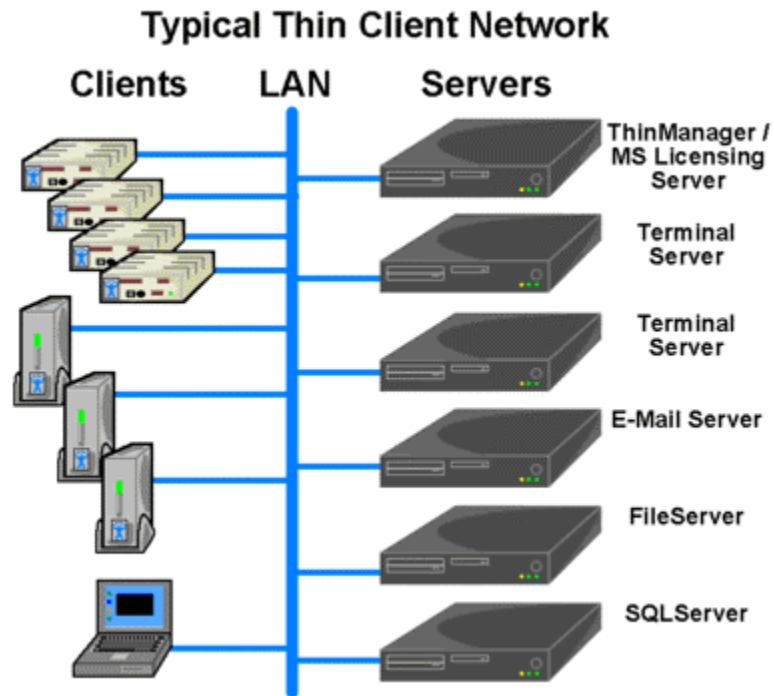 Typical Thin Client Network
Clients LAN Servers
ThinManager /
MS Licensing
Server
Terminal
Server
Terminal
Server
E-Mail Server
FileServer
SQLServer